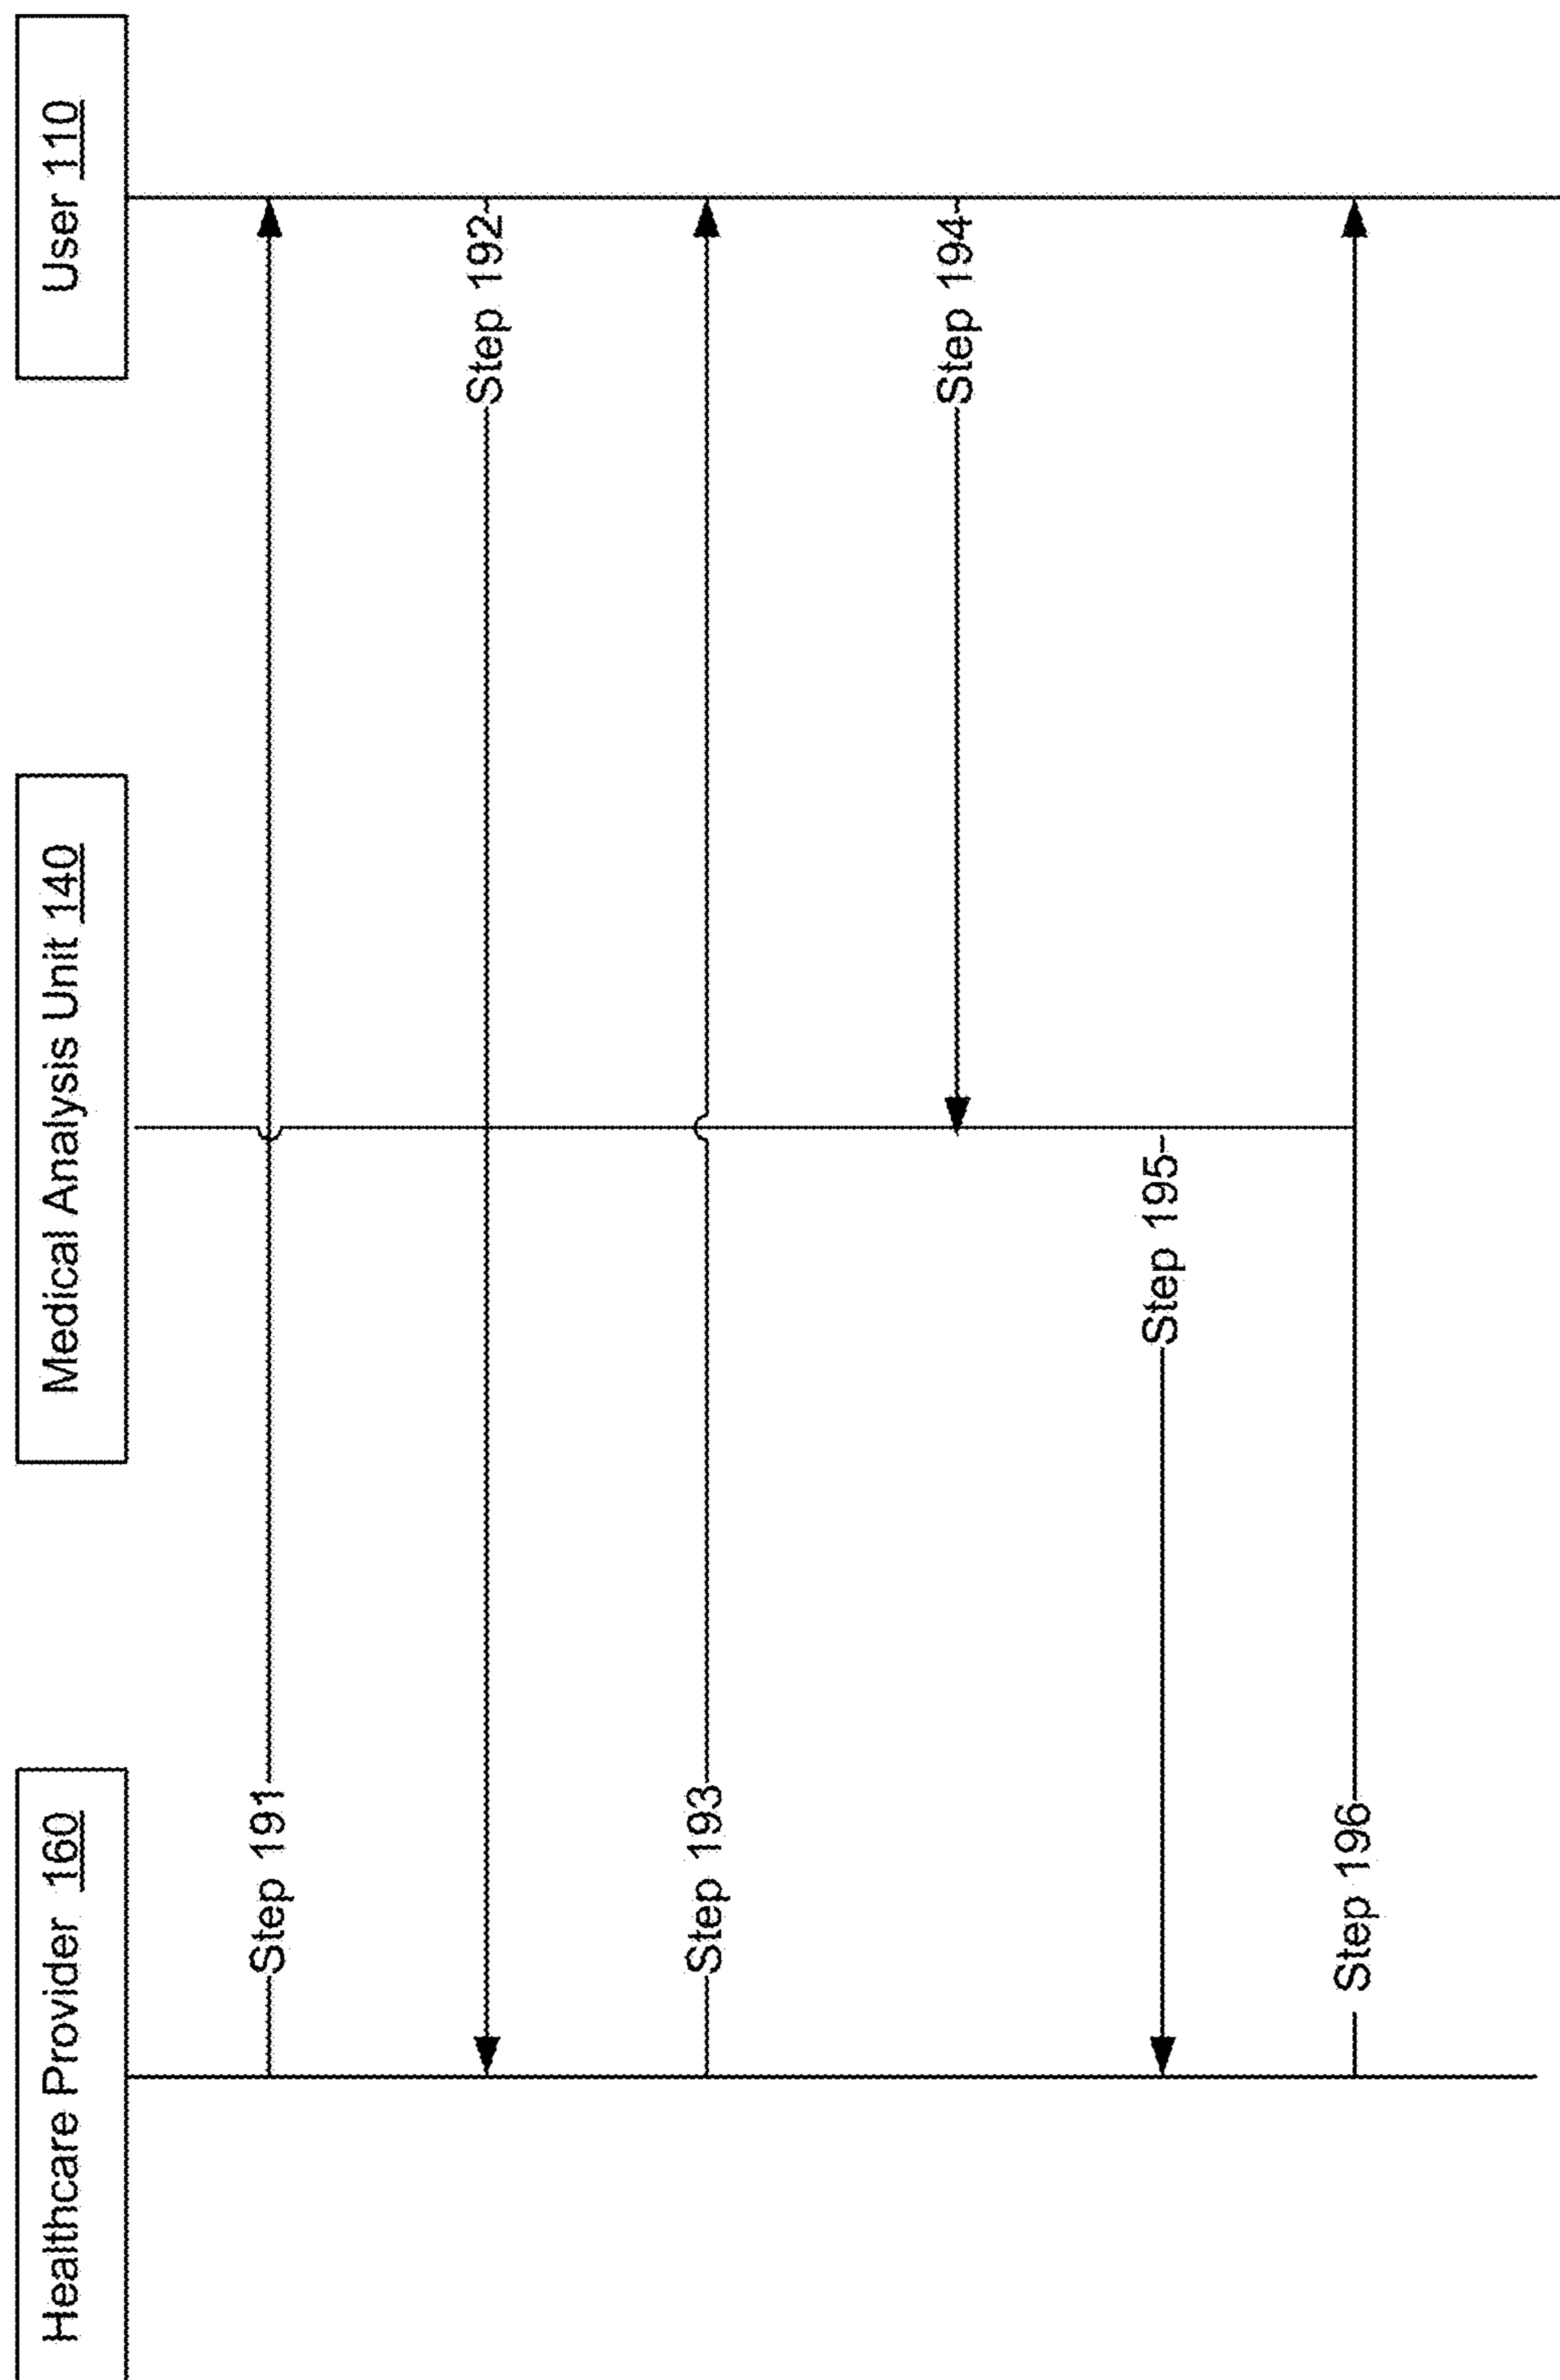 Healthcare Provider 160
Medical Analysis Unit 140
User 110
Step 191
Step 192
Step 193
Step 194
Step 195
Step 196